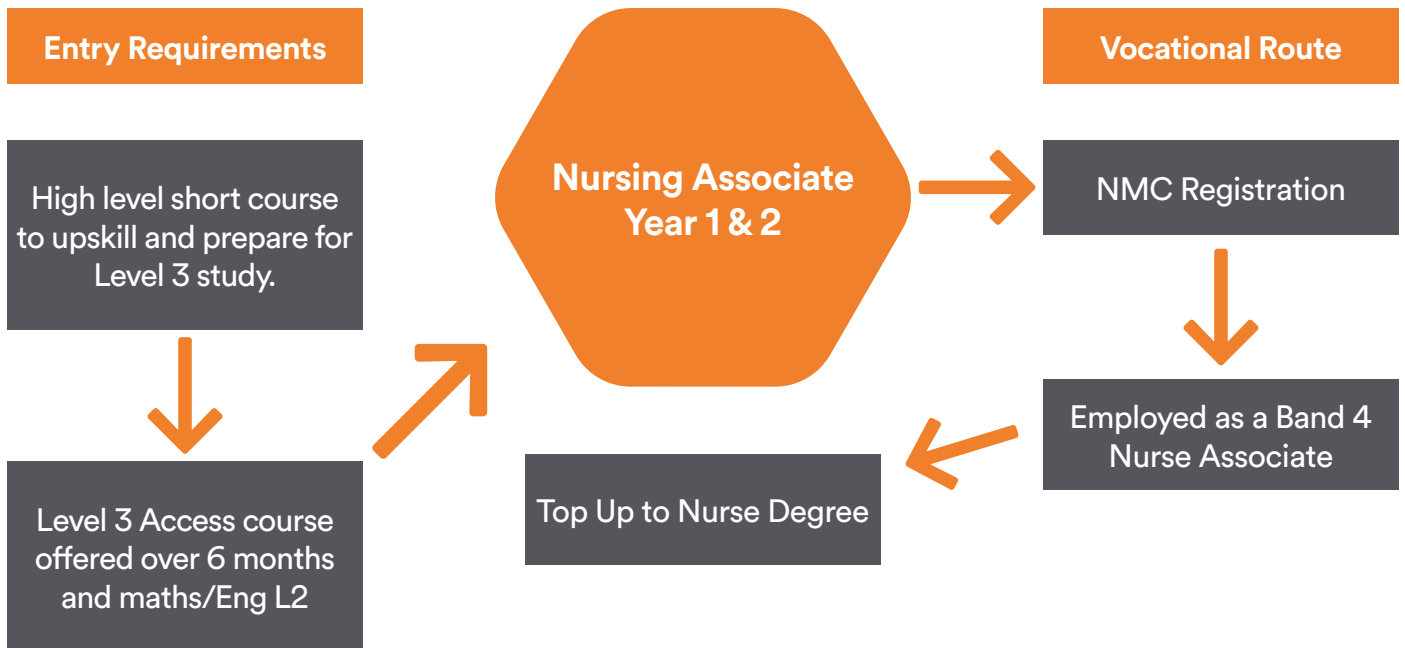 Entry Requirements
High level short course
to upskill and prepare for
Level 3 study.
Level 3 Access course
offered over 6 months
and maths/Eng L2
Nursing Associate
Year 1 & 2
Vocational Route
NMC Registration
Employed as a Band 4
Nurse Associate
Top Up to Nurse Degree